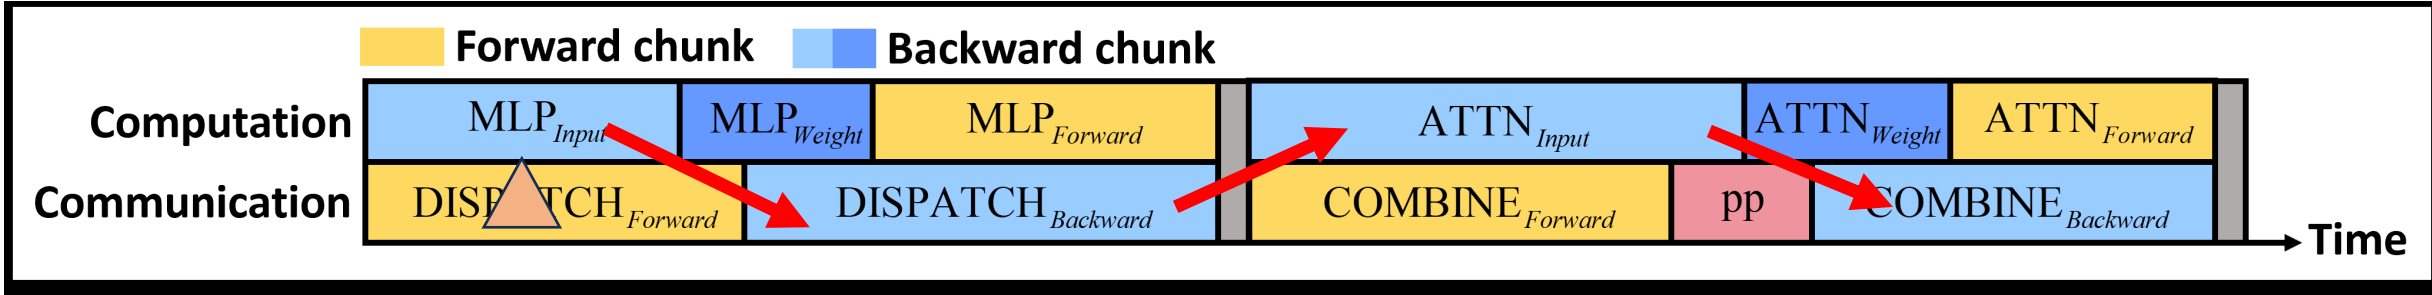 Forward chunk Backward chunk
Computation MLP Input MLP Weight MLP Forward ATTN Input ATTN Weight ATTN Forward
Communication DISPATCH Forward DISPATCH Backward COMBINE Forward pp COMBINE Backward
Time